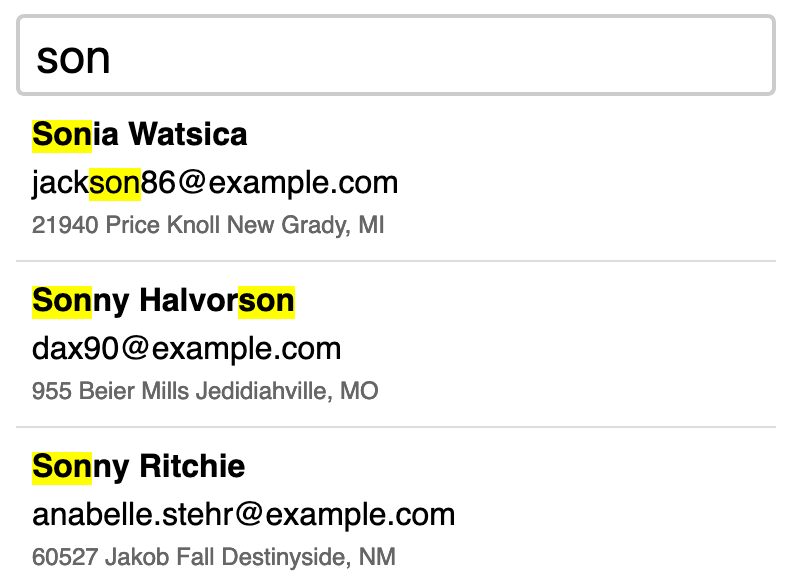 son
Sonia Watsica
jackson86@example.com
21940 Price Knoll New Grady, MI
Sonny Halvorson
dax90@example.com
955 Beier Mills Jedidiahville, MO
Sonny Ritchie
anabelle.stehr@example.com
60527 Jakob Fall Destinyside, NM